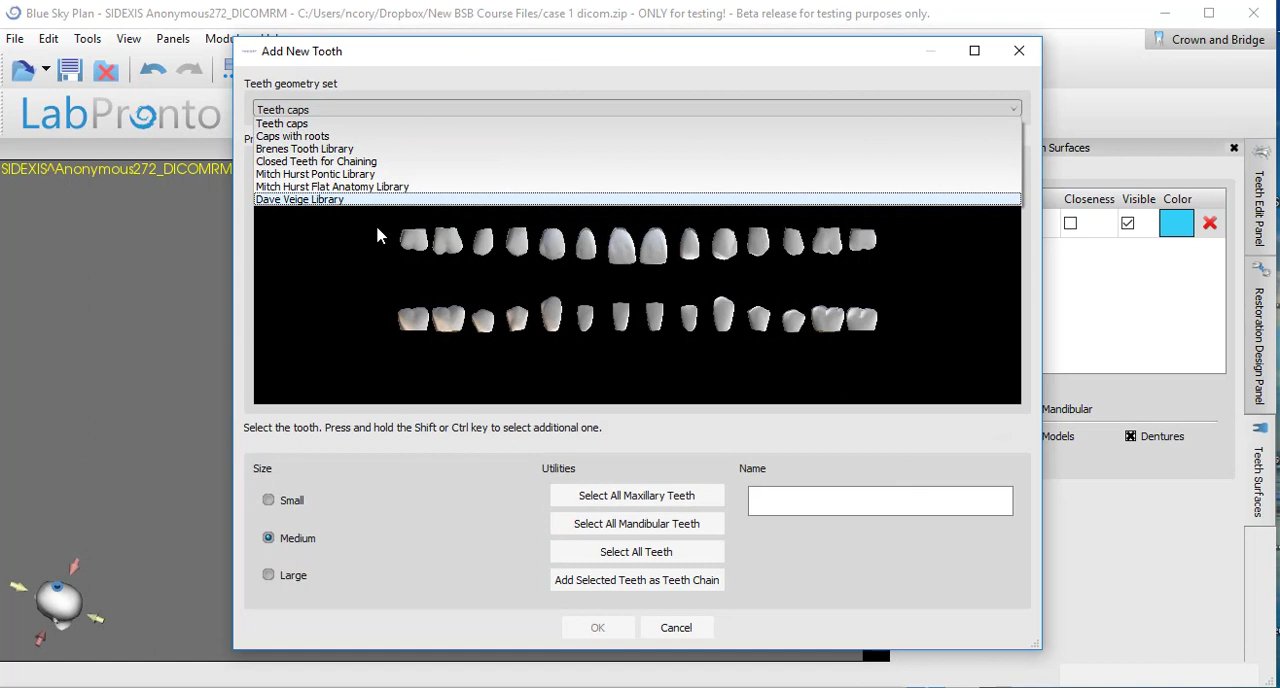 Blue Sky Plan - SIDEXIS Anonymous272_DICOMRM - C:/Users/ncory/Dropbox/New BSB Course Files/case 1 dicom.zip - ONLY for testing! - Beta release for testing purposes only.
File Edit Tools View Panels
Crown and Bridge
Add New Tooth
LabPronto
SIDEXIS^Anonymous272_DICOMRM
Teeth geometry set
Teeth caps
Teeth caps
Caps with roots
Brenes Tooth Library
Closed Teeth for Chaining
Mitch Hurst Pontic Library
Mitch Hurst Flat Anatomy Library
Dave Veige Library
Select the tooth. Press and hold the Shift or Ctrl key to select additional one.
Size
Small
Medium
Large
Utilities
Select All Maxillary Teeth
Select All Mandibular Teeth
Select All Teeth
Add Selected Teeth as Teeth Chain
Name
OK Cancel
Surfaces
Closeness Visible Color
Mandibular
Models Dentures
Teeth Edit Panel
Restoration Design Panel
Teeth Surfaces